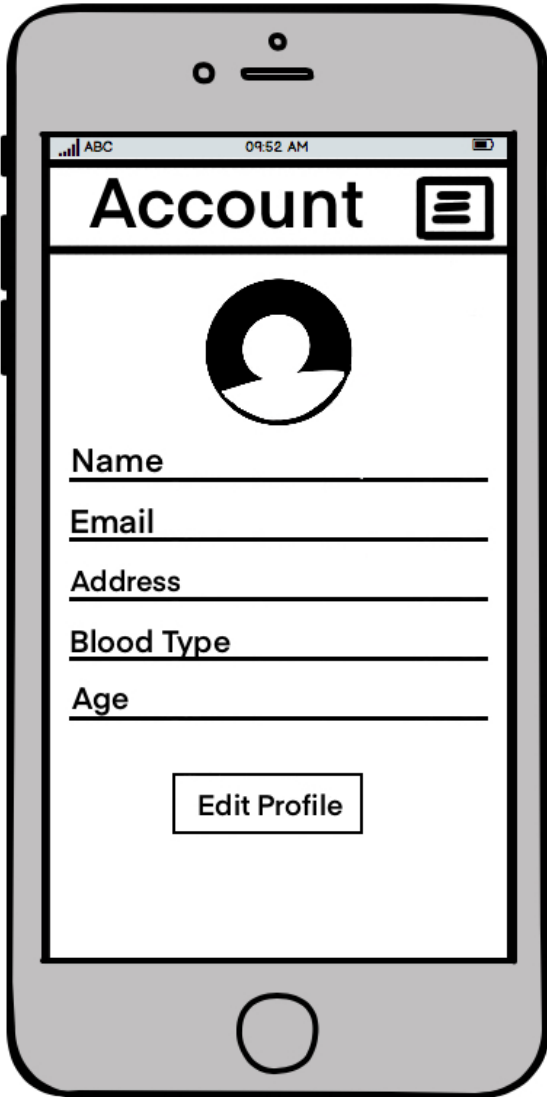 ABC 09:52 AM
Account
Name
Email
Address
Blood Type
Age
Edit Profile